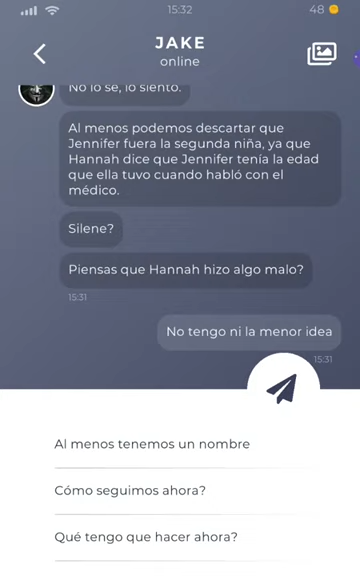 15:32
48
JAKE
online
No lo sé, lo siento.
Al menos podemos descartar que
Jennifer fuera la segunda niña, ya que
Hannah dice que Jennifer tenía la edad
que ella tuvo cuando habló con el
médico.
Silene?
Piensas que Hannah hizo algo malo?
15:31
No tengo ni la menor idea
15:31
Al menos tenemos un nombre
Cómo seguimos ahora?
Qué tengo que hacer ahora?